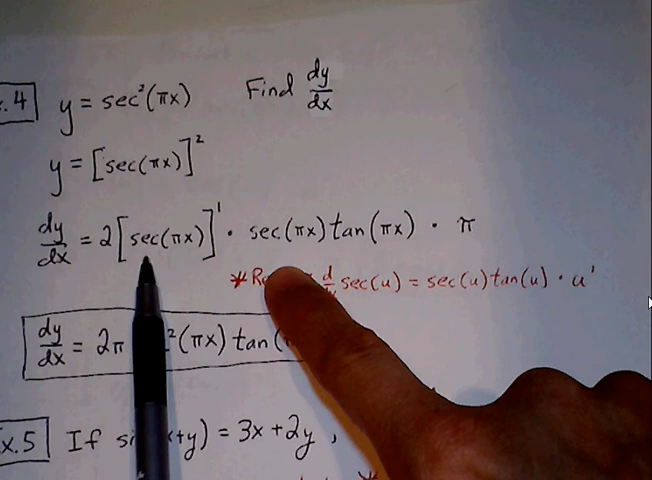 .4 y = sec²(πx) Find dy/dx
y = [sec(πx)]²
dy/dx = 2[sec(πx)]¹ · sec(πx)tan(πx) · π
* sec(u) = sec(u)tan(u) · u'
dy/dx = 2π ²(πx) tan(
x.5 If si x+y) = 3x+2y ,